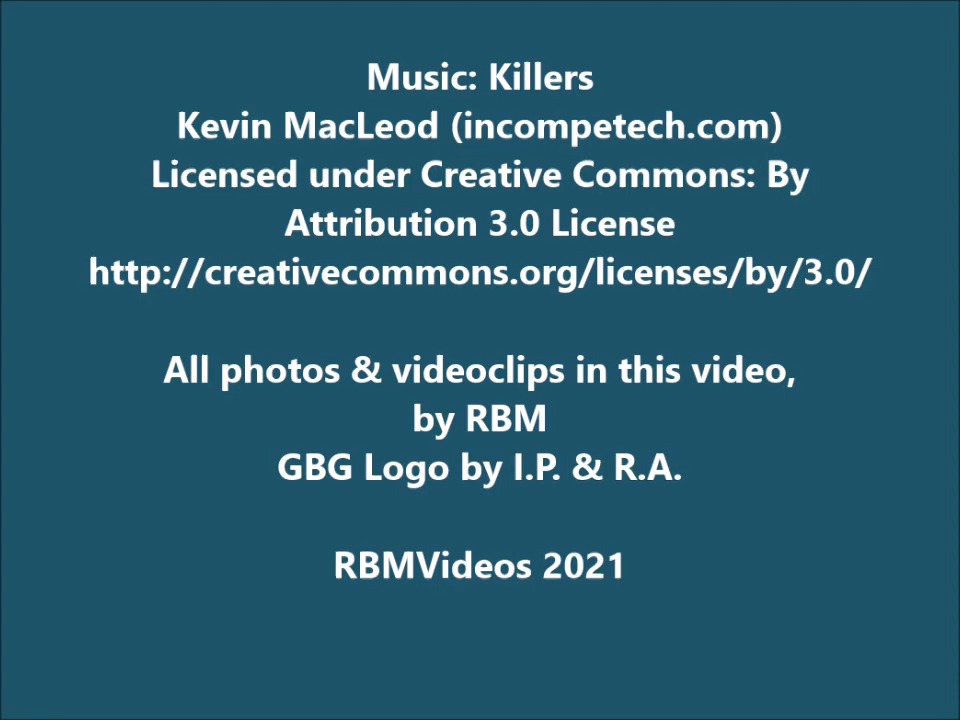 Music: Killers
Kevin MacLeod (incompetech.com)
Licensed under Creative Commons: By
Attribution 3.0 License
http://creativecommons.org/licenses/by/3.0/
All photos & videoclips in this video,
by RBM
GBG Logo by I.P. & R.A.
RBMVideos 2021